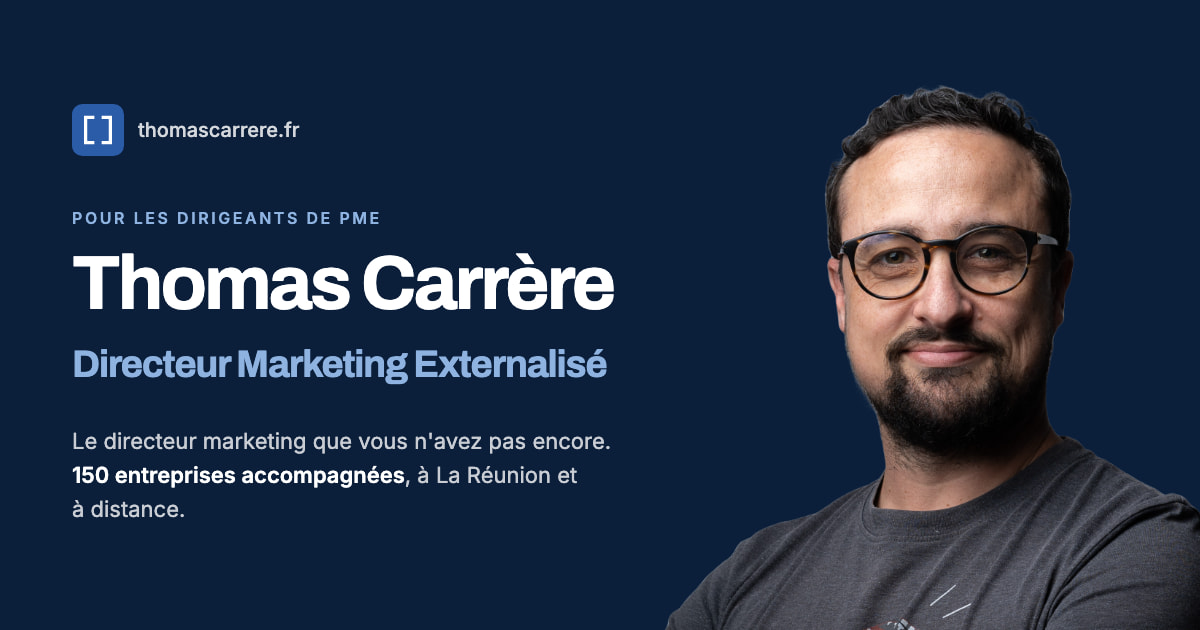 [ ] thomascarrere.fr
POUR LES DIRIGEANTS DE PME
Thomas Carrère
Directeur Marketing Externalisé
Le directeur marketing que vous n'avez pas encore.
150 entreprises accompagnées, à La Réunion et
à distance.